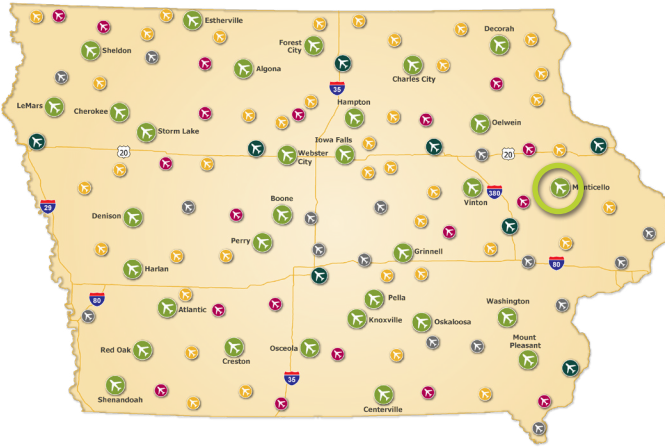 Estherville
Decorah
Forest
City
Sheldon
Algona
Charles City
35
LeMars
Cherokee
Hampton
Oelwein
Storm Lake
Iowa Falls
20
Webster
City
20
Monticello
380
Vinton
29
Boone
Denison
Perry
Grinnell
80
Harlan
80
Pella
Washington
Atlantic
Knoxville
Oskaloosa
Mount
Pleasant
Red Oak
Creston
Osceola
35
Shenandoah
Centerville